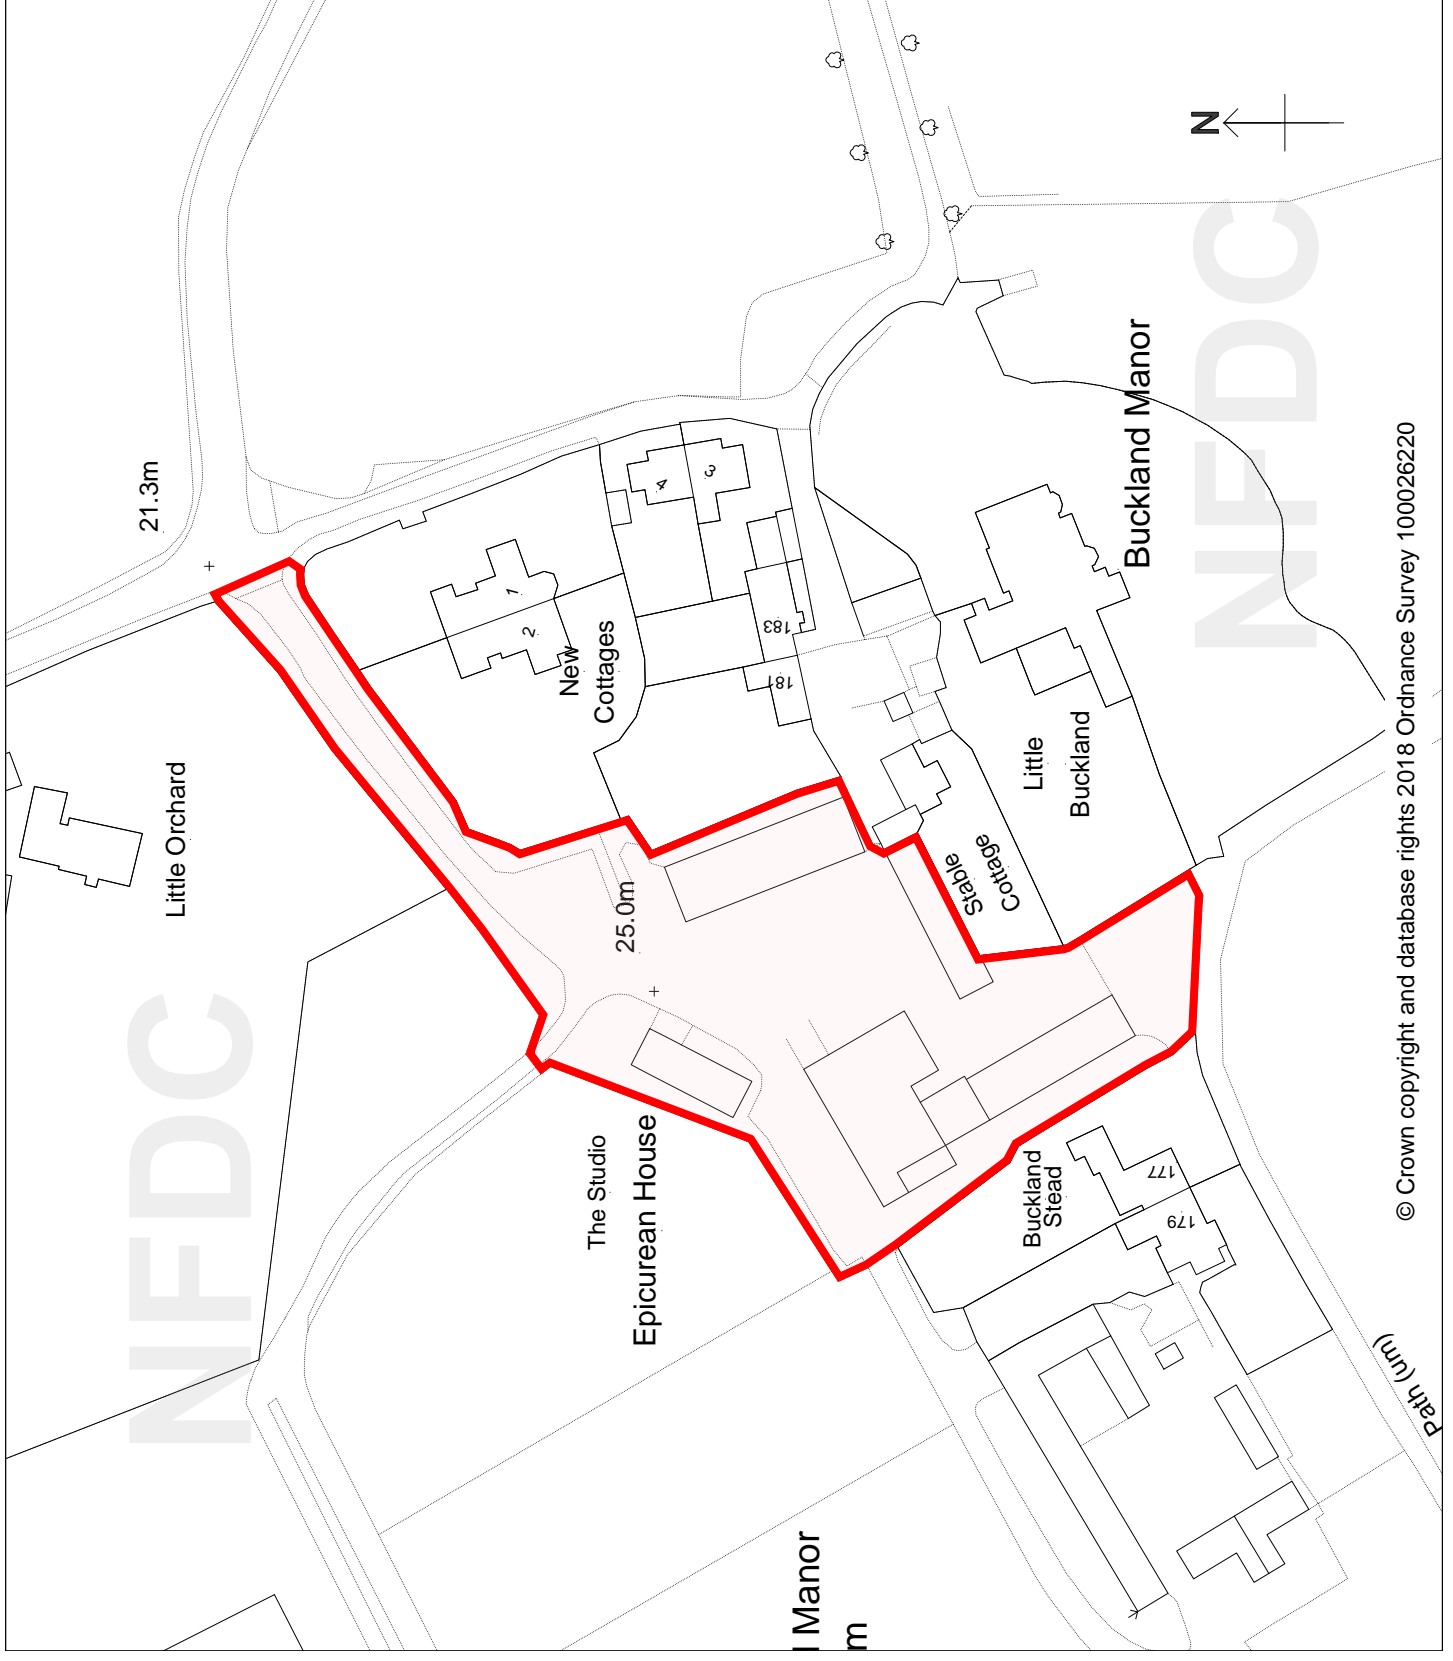 NFDC
Little Orchard
21.3m
The Studio
Epicurean House
25.0m
New
Cottages
1
2
4
3
183
181
l Manor
m
Buckland
Stead
177
179
Stable
Cottage
Little
Buckland
Buckland Manor
N
NFDC
Path (um)
© Crown copyright and database rights 2018 Ordnance Survey 100026220